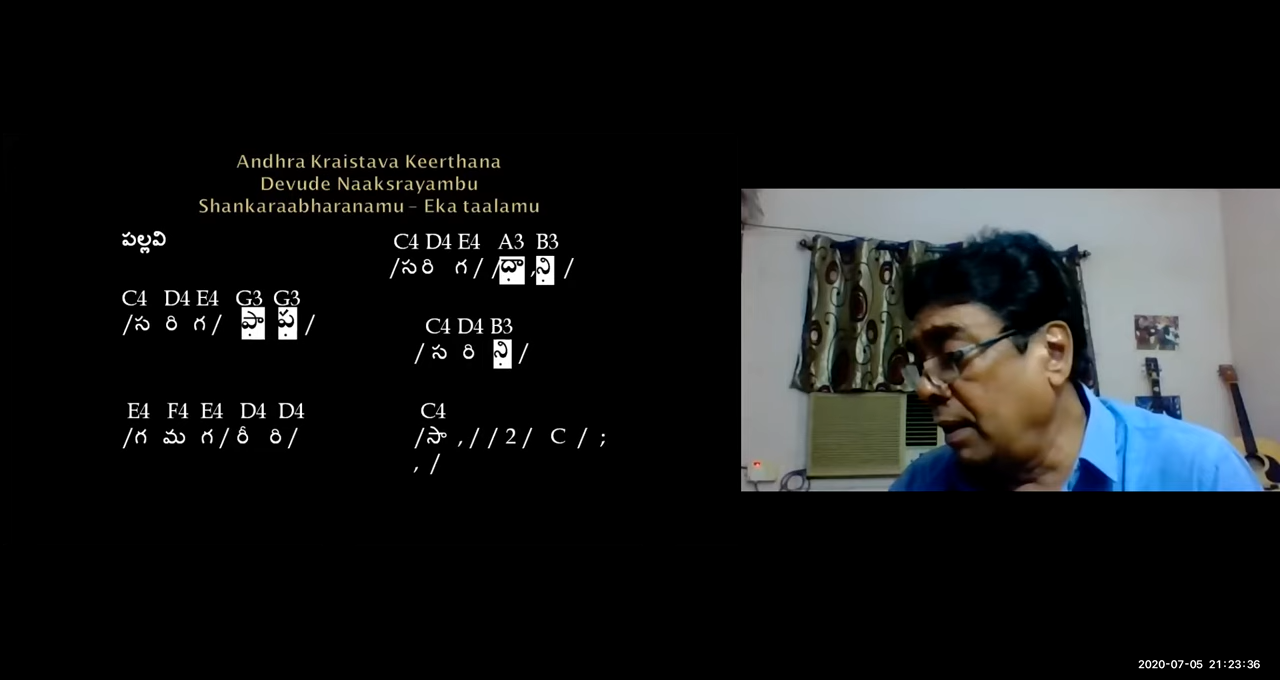 Andhra Kraistava Keerthana
Devude Naaksrayambu
Shankaraabharanamu – Eka taalamu
పల్లవి
C4 D4 E4 G3 G3
/స రి గ/ పా̣ ప̣ /
E4 F4 E4 D4 D4
/గ మ గ/రీ రి/
C4 D4 E4 A3 B3
/సరి గ/ /దా̣ ,ని̣ /
C4 D4 B3
/ స రి ని̣ /
C4
/సా ,//2/ C / ;
, /
2020-07-05 21:23:36